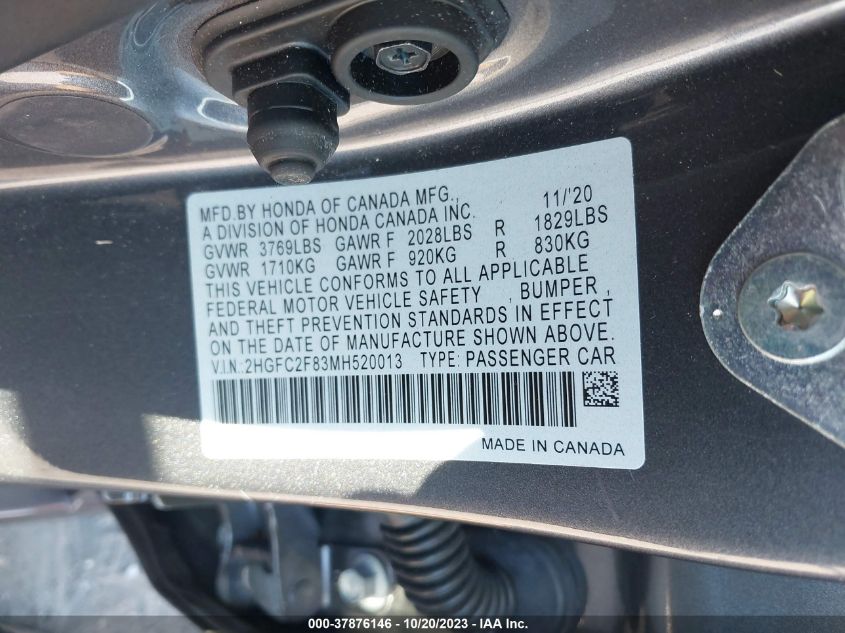 MFD.BY HONDA OF CANADA MFG., 11/'20
A DIVISION OF HONDA CANADA INC.
GVWR 3769LBS GAWR F 2028LBS R 1829LBS
GVWR 1710KG GAWR F 920KG R 830KG
THIS VEHICLE CONFORMS TO ALL APPLICABLE
FEDERAL MOTOR VEHICLE SAFETY , BUMPER ,
AND THEFT PREVENTION STANDARDS IN EFFECT
ON THE DATE OF MANUFACTURE SHOWN ABOVE.
V.I.N.:2HGFC2F83MH520013 TYPE: PASSENGER CAR
MADE IN CANADA
000-37876146 - 10/20/2023 - IAA Inc.